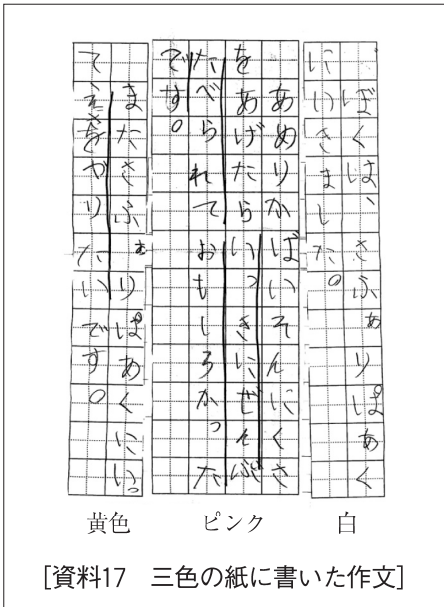 ぼくは、さふぁりぱあく
にいきました。
あめりかばいそんにくさ
をあげたらいっきにぜんぶ
たべられておもしろかった
です。
またさふぁりぱあくにいっ
てえさをやりたいです。
白
ピンク
黄色
[資料17 三色の紙に書いた作文]